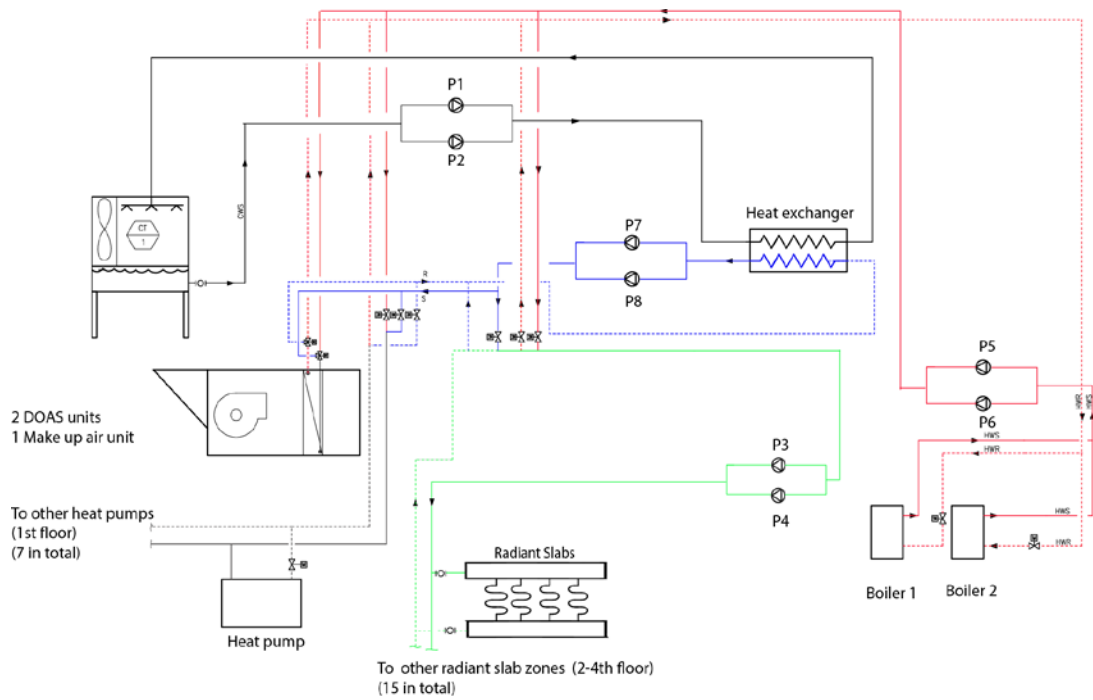 P1
P2
CWS
CT
1
Heat exchanger
P7
P8
R
S
P5
P6
HWR
HWS
HWS
HWR
2 DOAS units
1 Make up air unit
P3
P4
To other heat pumps
(1st floor)
(7 in total)
HWS
HWR
Radiant Slabs
Boiler 1
Boiler 2
Heat pump
To other radiant slab zones (2-4th floor)
(15 in total)